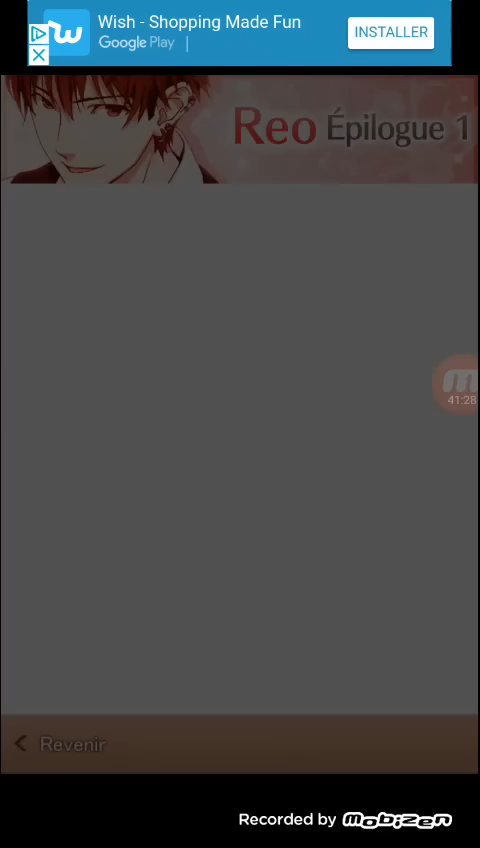 Wish - Shopping Made Fun
Google Play
INSTALLER
Reo Épilogue 1
41:28
Revenir
Recorded by Mobizen